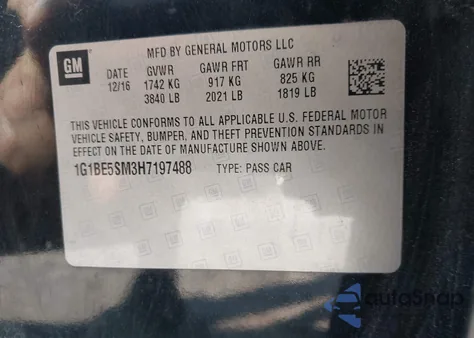 GM
MFD BY GENERAL MOTORS LLC
DATE GVWR GAWR FRT GAWR RR
12/16 1742 KG 917 KG 825 KG
3840 LB 2021 LB 1819 LB
THIS VEHICLE CONFORMS TO ALL APPLICABLE U.S. FEDERAL MOTOR
VEHICLE SAFETY, BUMPER, AND THEFT PREVENTION STANDARDS IN
EFFECT ON THE DATE OF MANUFACTURE SHOWN ABOVE.
1G1BE5SM3H7197488 TYPE: PASS CAR
autoSnap